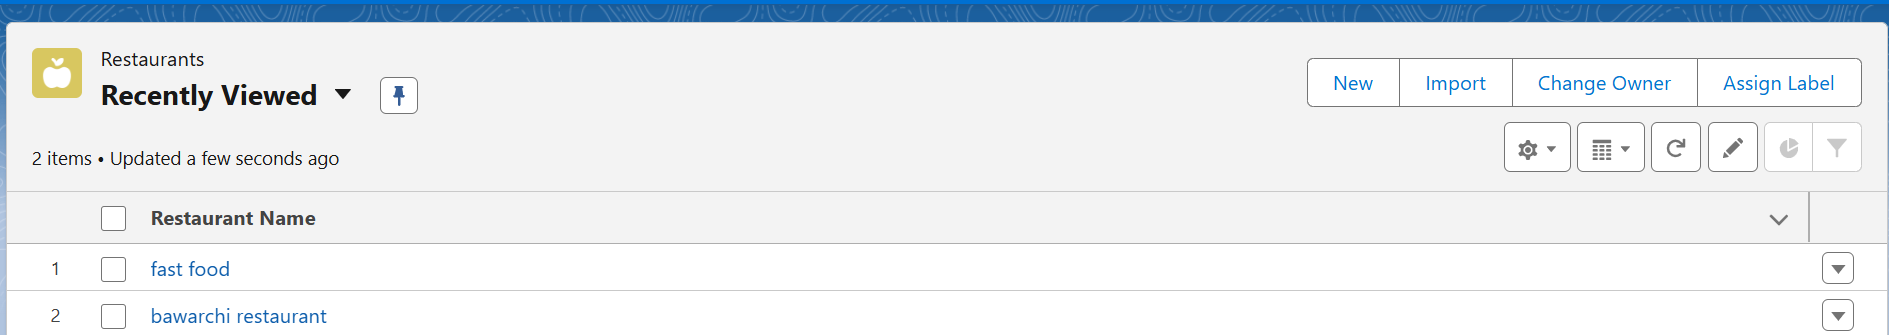 Restaurants
Recently Viewed
New Import Change Owner Assign Label
2 items • Updated a few seconds ago
Restaurant Name
1 fast food
2 bawarchi restaurant